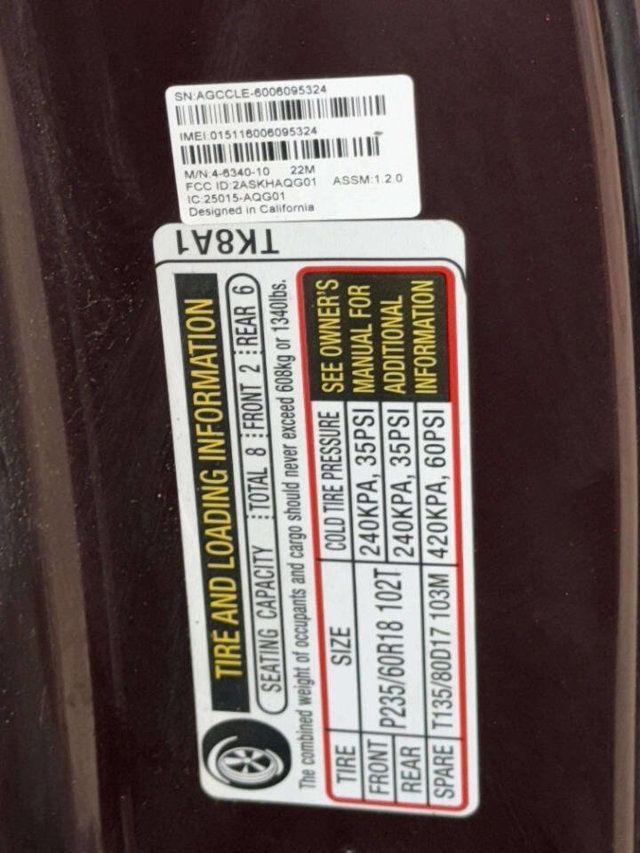 SN:AGCCLE-6006095324
IMEI:015116006095324
M/N:4-6340-10 22M
FCC ID:2ASKHAQG01 ASSM:1.2.0
IC:25015-AQG01
Designed in California
TK8A1
TIRE AND LOADING INFORMATION
SEATING CAPACITY TOTAL 8 FRONT 2 REAR 6
The combined weight of occupants and cargo should never exceed 608kg or 1340lbs.
TIRE SIZE COLD TIRE PRESSURE
FRONT P235/60R18 102T 240KPA, 35PSI
REAR 240KPA, 35PSI
SPARE T135/80D17 103M 420KPA, 60PSI
SEE OWNER'S
MANUAL FOR
ADDITIONAL
INFORMATION